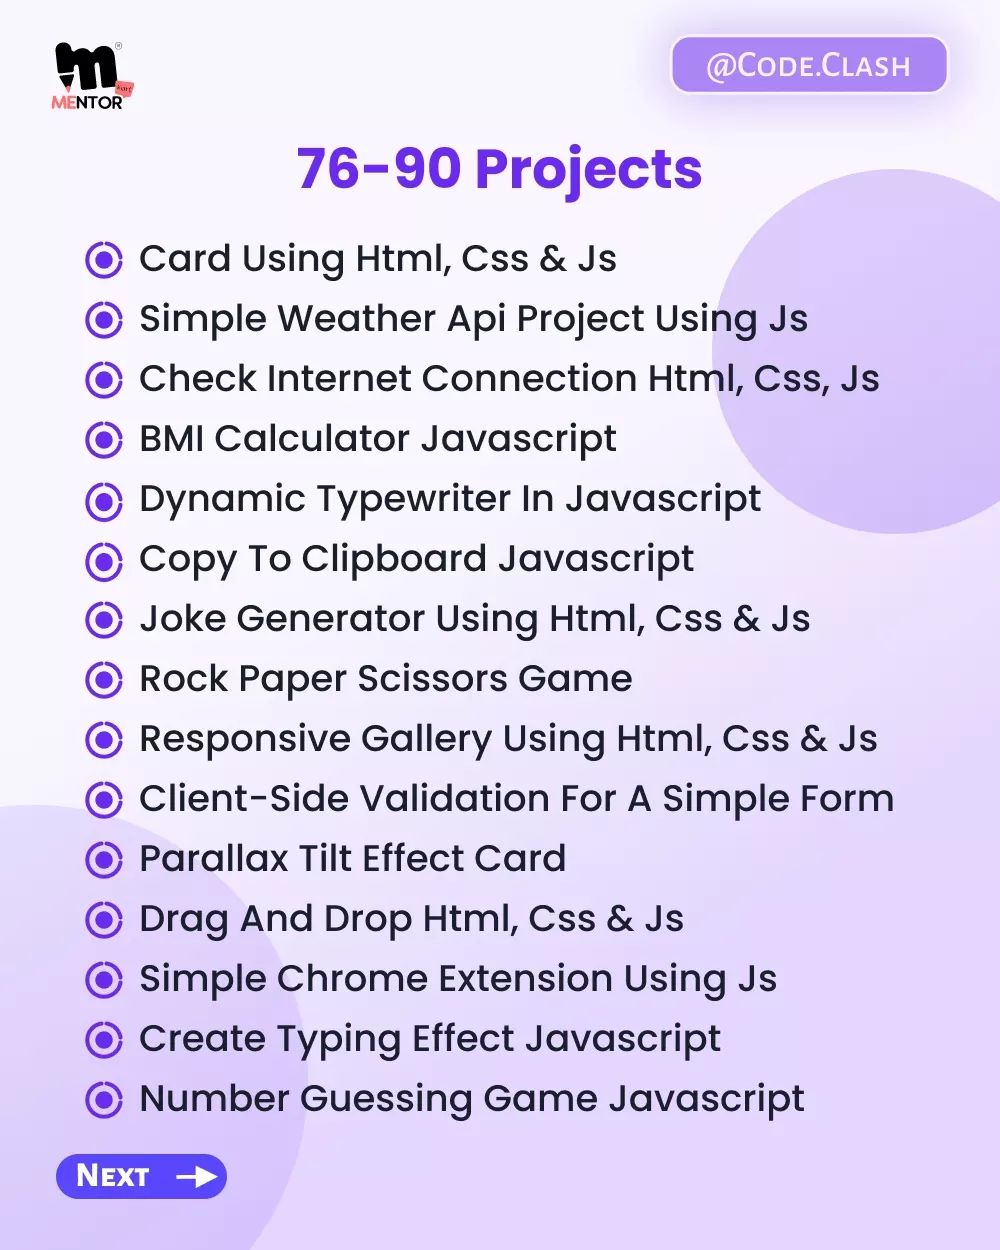 m®
MENTOR
@CODE.CLASH
76-90 Projects
Card Using Html, Css & Js
Simple Weather Api Project Using Js
Check Internet Connection Html, Css, Js
BMI Calculator Javascript
Dynamic Typewriter In Javascript
Copy To Clipboard Javascript
Joke Generator Using Html, Css & Js
Rock Paper Scissors Game
Responsive Gallery Using Html, Css & Js
Client-Side Validation For A Simple Form
Parallax Tilt Effect Card
Drag And Drop Html, Css & Js
Simple Chrome Extension Using Js
Create Typing Effect Javascript
Number Guessing Game Javascript
NEXT